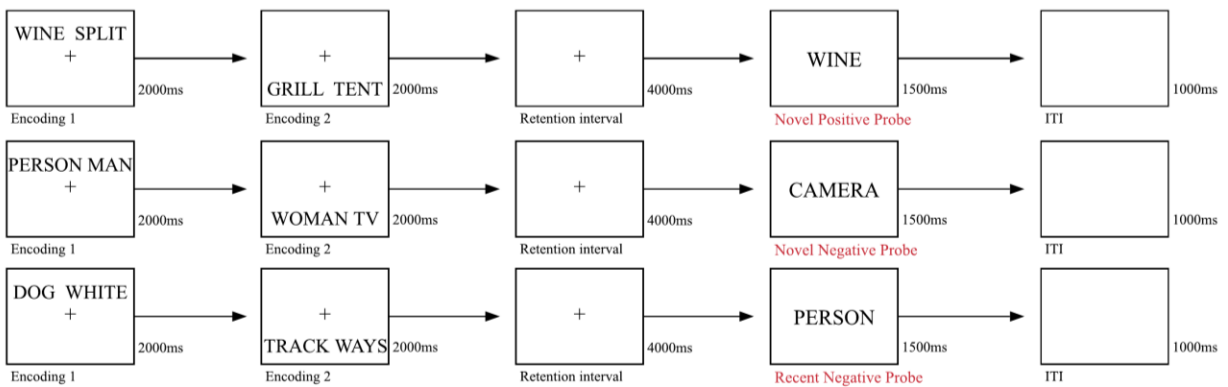 WINE SPLIT
+
2000ms
Encoding 1
+
GRILL TENT
2000ms
Encoding 2
+
4000ms
Retention interval
WINE
1500ms
Novel Positive Probe
1000ms
ITI
PERSON MAN
+
2000ms
Encoding 1
+
WOMAN TV
2000ms
Encoding 2
+
4000ms
Retention interval
CAMERA
1500ms
Novel Negative Probe
1000ms
ITI
DOG WHITE
+
2000ms
Encoding 1
+
TRACK WAYS
2000ms
Encoding 2
+
4000ms
Retention interval
PERSON
1500ms
Recent Negative Probe
1000ms
ITI